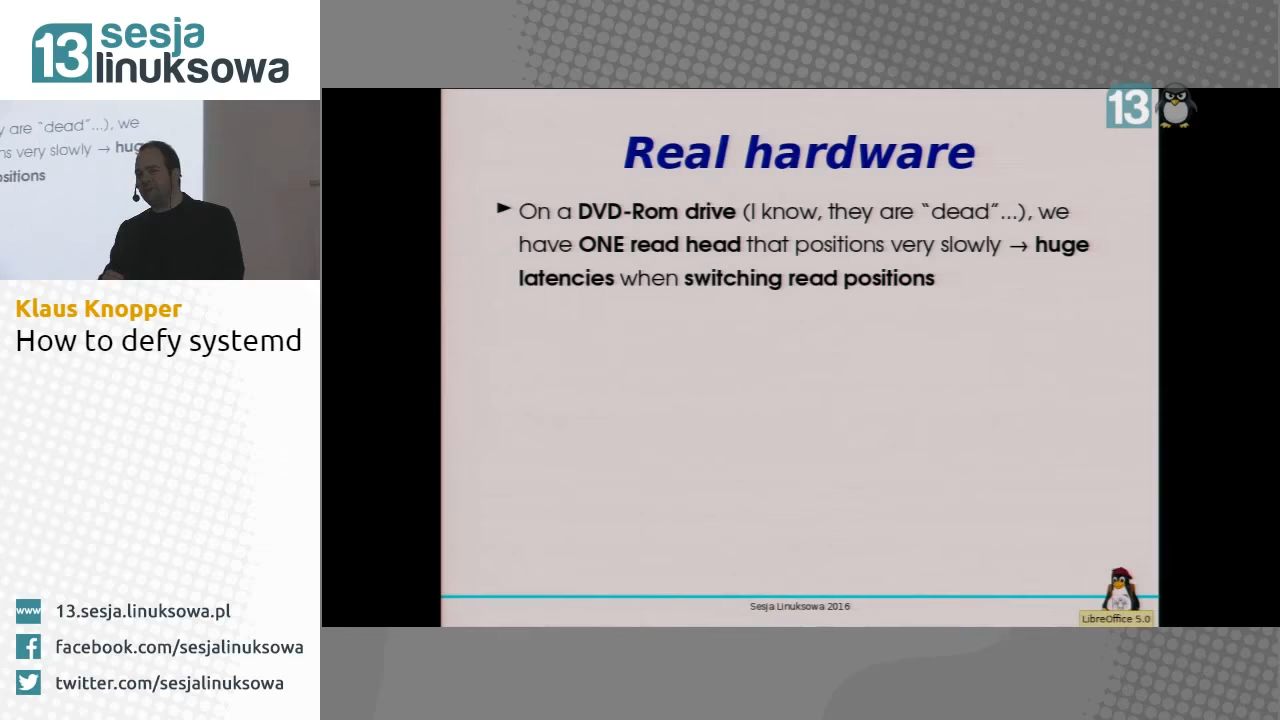 13 sesja
linuksowa
y are “dead”...), we
ns very slowly → hug
ositions
Klaus Knopper
How to defy systemd
www 13.sesja.linuksowa.pl
facebook.com/sesjalinuksowa
twitter.com/sesjalinuksowa
13
Real hardware
► On a DVD-Rom drive (I know, they are “dead”...), we
have ONE read head that positions very slowly → huge
latencies when switching read positions
Sesja Linuksowa 2016
LibreOffice 5.0